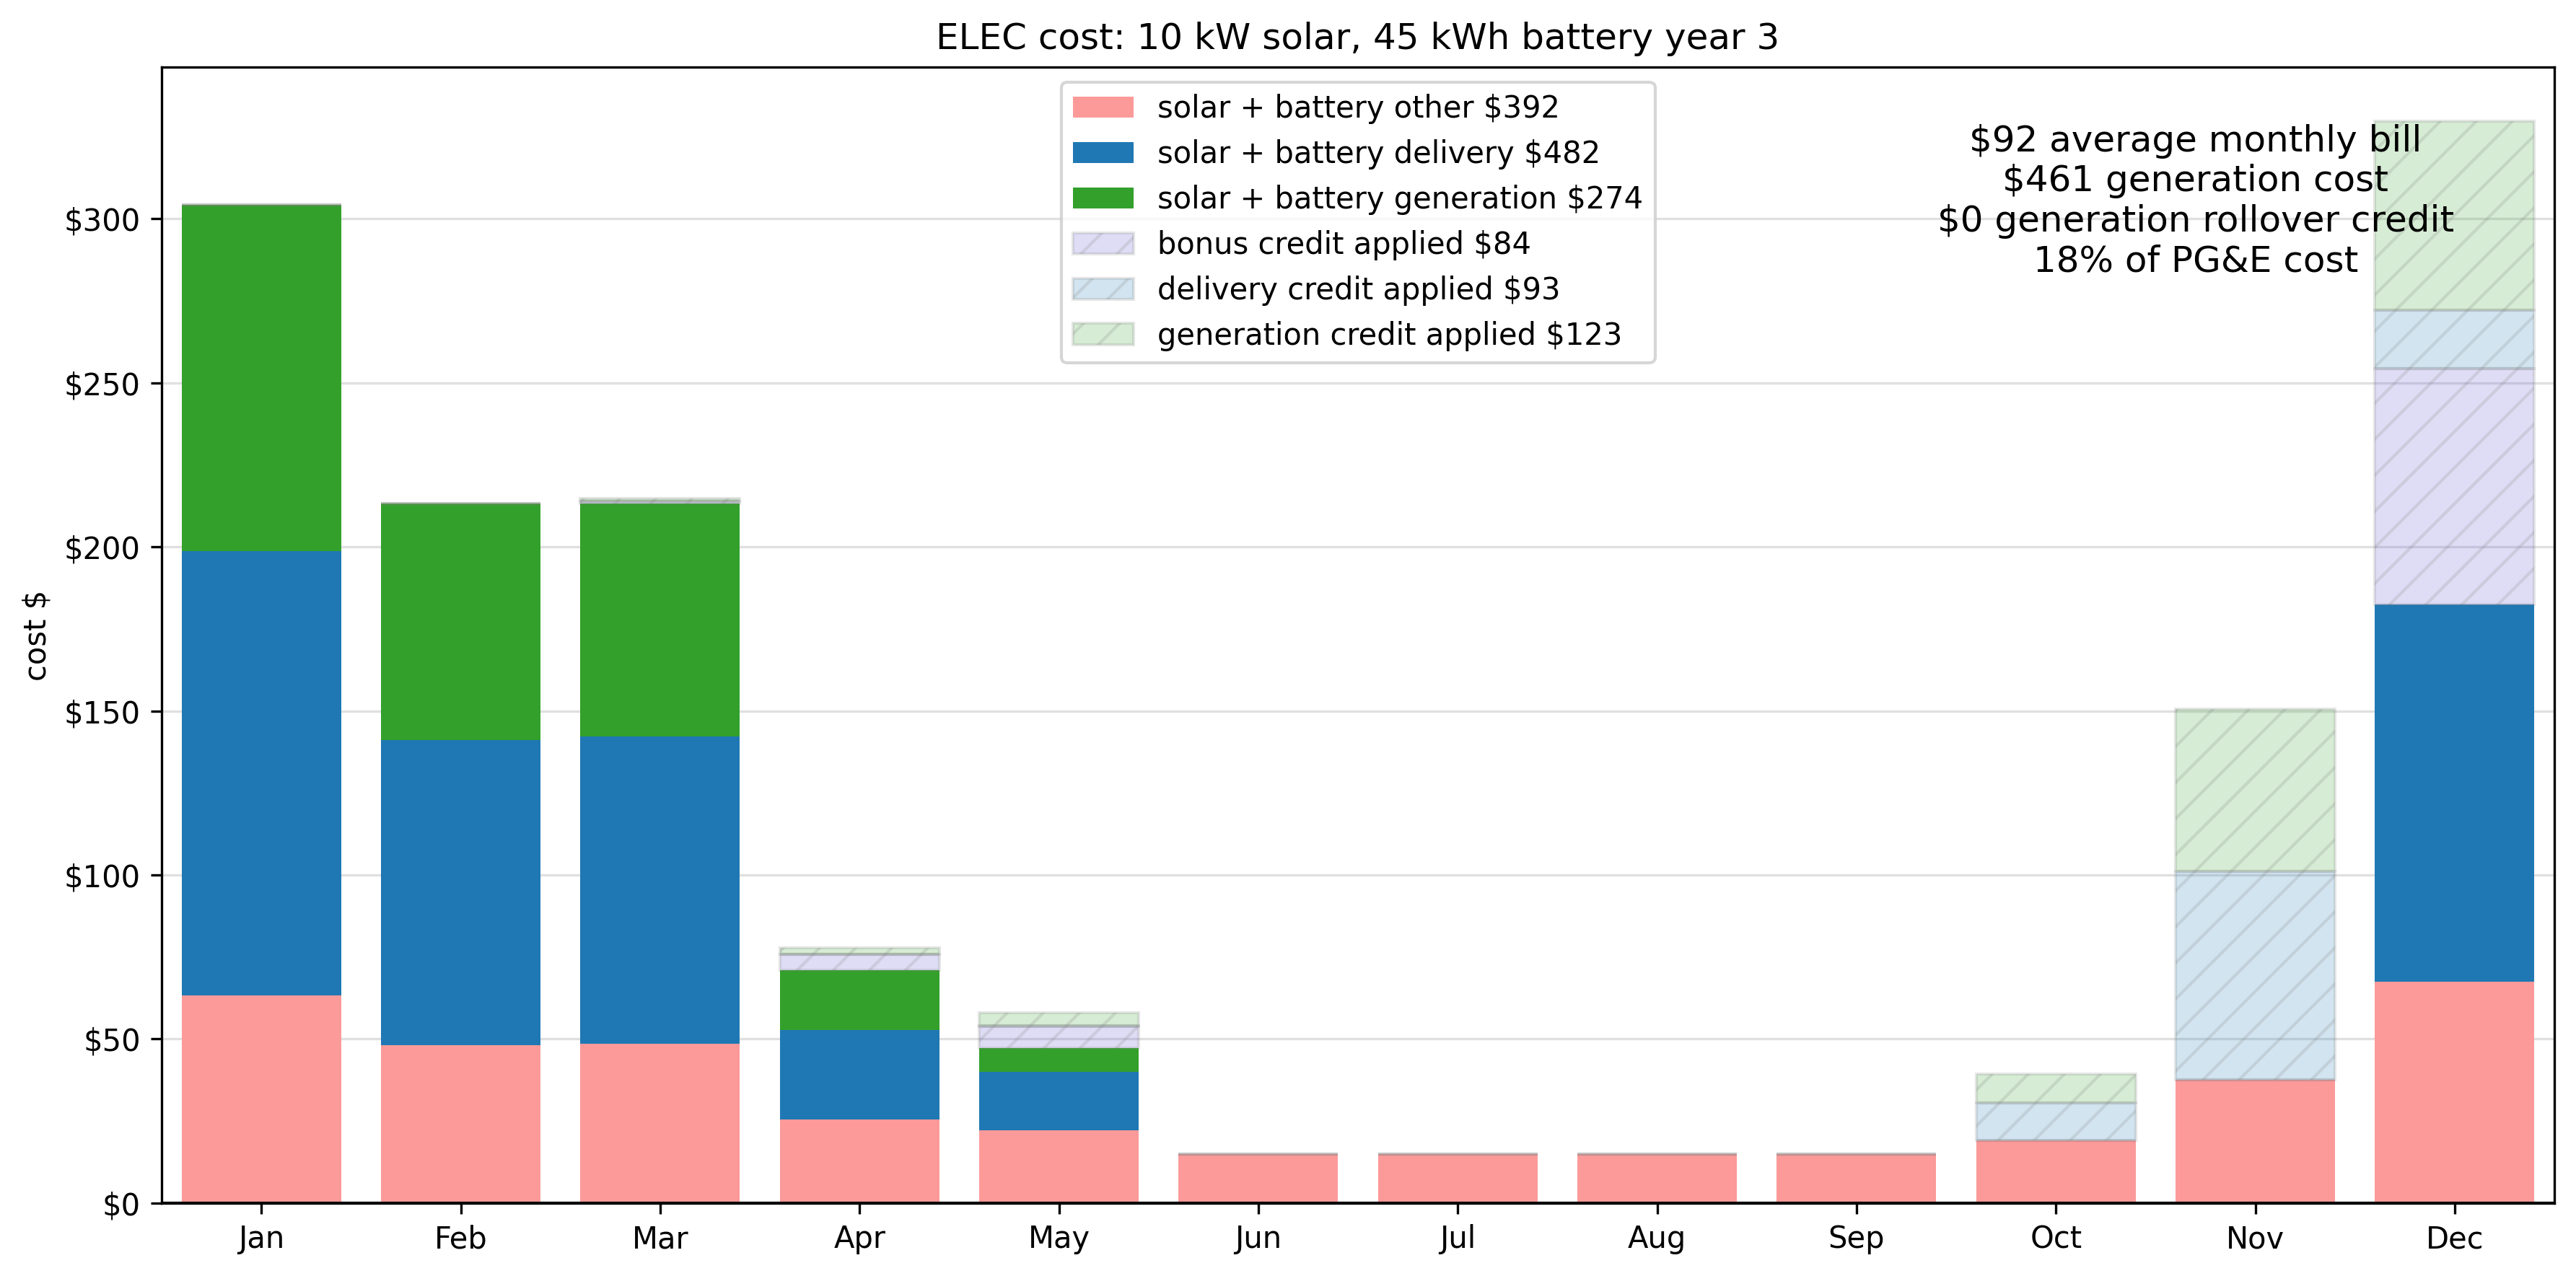 ELEC cost: 10 kW solar, 45 kWh battery year 3
solar + battery other $392
solar + battery delivery $482
solar + battery generation $274
bonus credit applied $84
delivery credit applied $93
generation credit applied $123
$92 average monthly bill
$461 generation cost
$0 generation rollover credit
18% of PG&E cost
cost $
$300
$250
$200
$150
$100
$50
$0
Jan Feb Mar Apr May Jun Jul Aug Sep Oct Nov Dec